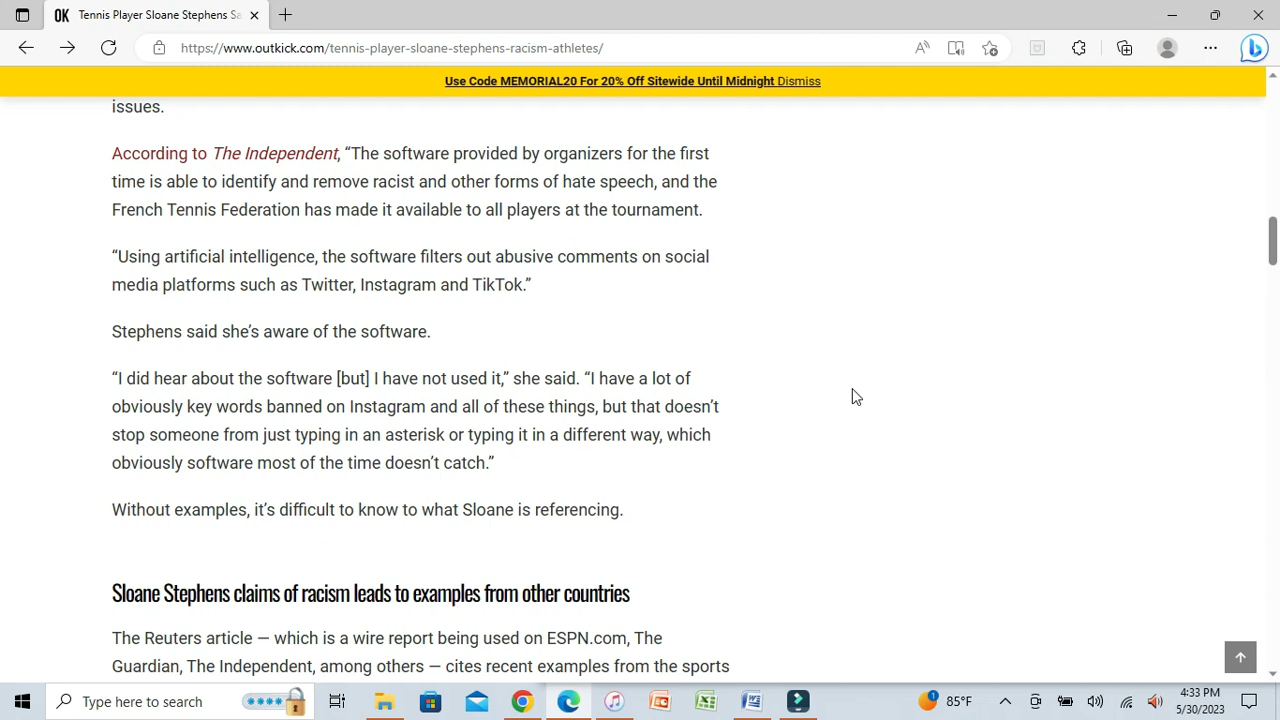 Tennis Player Sloane Stephens Sa
https://www.outkick.com/tennis-player-sloane-stephens-racism-athletes/
Use Code MEMORIAL20 For 20% Off Sitewide Until Midnight Dismiss
issues.
According to The Independent, “The software provided by organizers for the first
time is able to identify and remove racist and other forms of hate speech, and the
French Tennis Federation has made it available to all players at the tournament.
“Using artificial intelligence, the software filters out abusive comments on social
media platforms such as Twitter, Instagram and TikTok.”
Stephens said she’s aware of the software.
“I did hear about the software [but] I have not used it,” she said. “I have a lot of
obviously key words banned on Instagram and all of these things, but that doesn’t
stop someone from just typing in an asterisk or typing it in a different way, which
obviously software most of the time doesn’t catch.”
Without examples, it’s difficult to know to what Sloane is referencing.
Sloane Stephens claims of racism leads to examples from other countries
The Reuters article — which is a wire report being used on ESPN.com, The
Guardian, The Independent, among others — cites recent examples from the sports
Type here to search
1
85°F
4:33 PM
5/30/2023